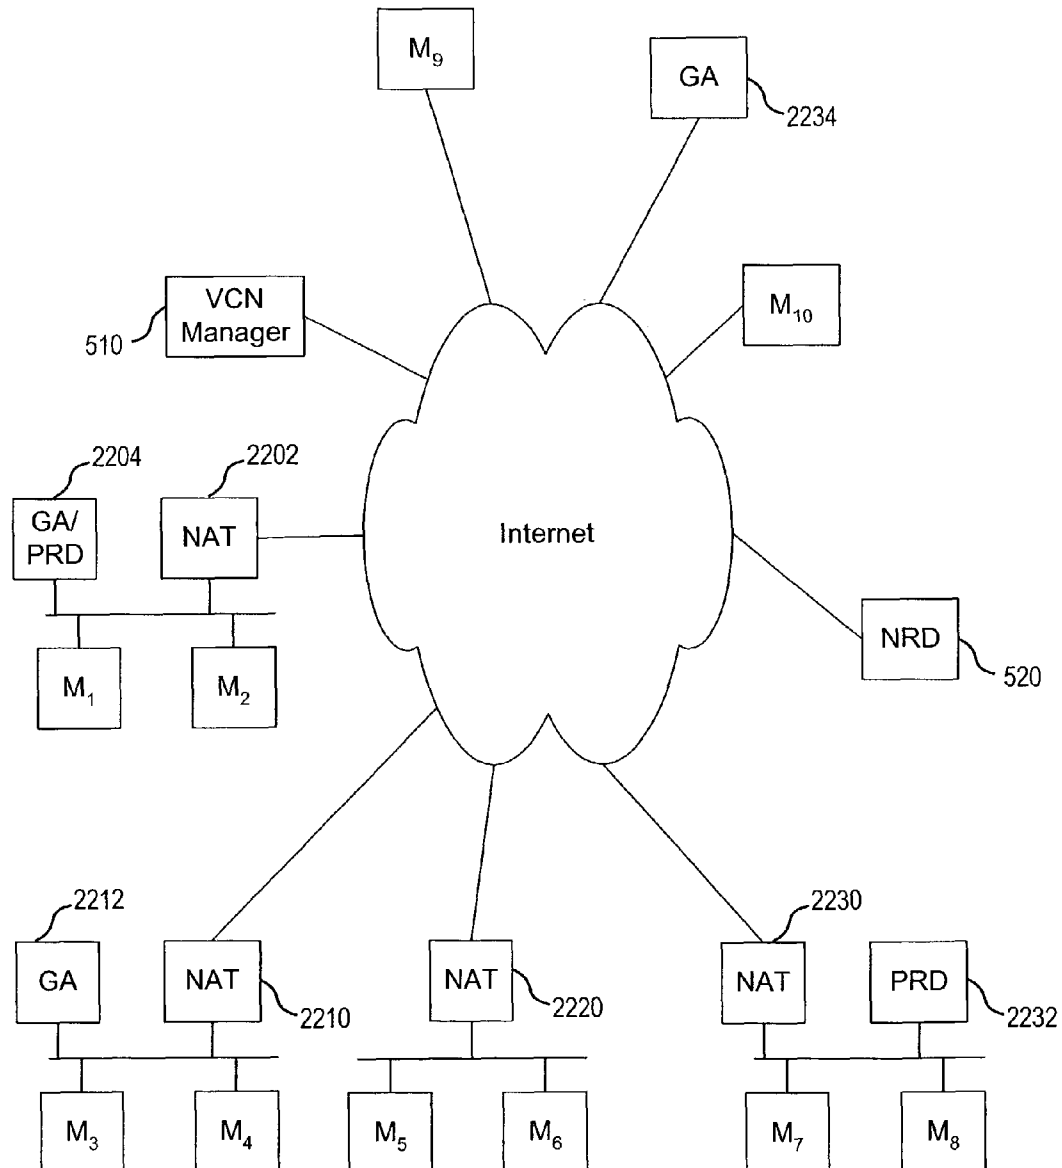 M9
GA
2234
VCN
Manager
510
M10
2204
2202
GA/
PRD
NAT
Internet
M1
M2
NRD
520
2212
2230
GA
NAT
2210
NAT
2220
NAT
PRD
2232
M3
M4
M5
M6
M7
M8